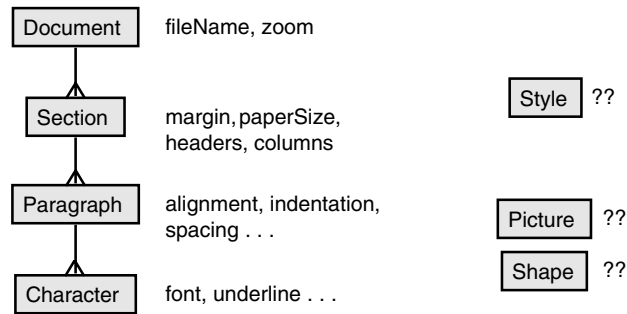 Document fileName, zoom
Section margin, paperSize,
headers, columns
Style ??
Paragraph alignment, indentation,
spacing . . .
Picture ??
Shape ??
Character font, underline . . .